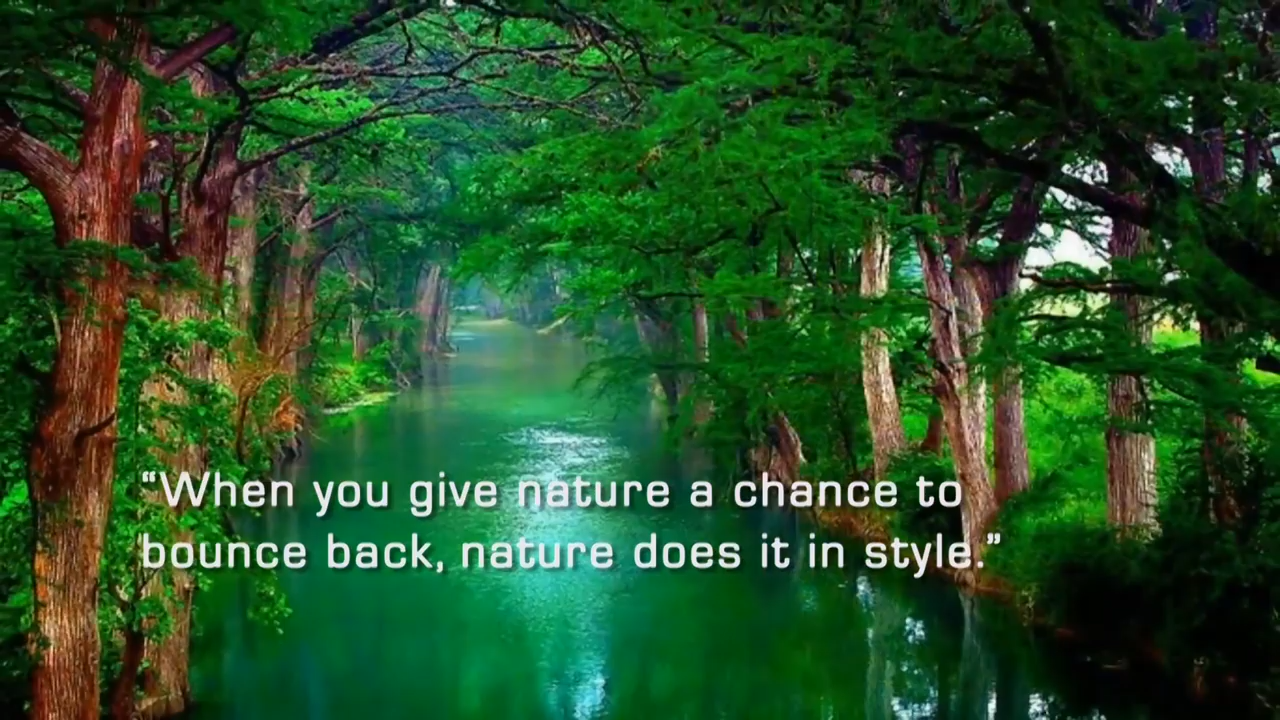 “When you give nature a chance to
bounce back, nature does it in style.”